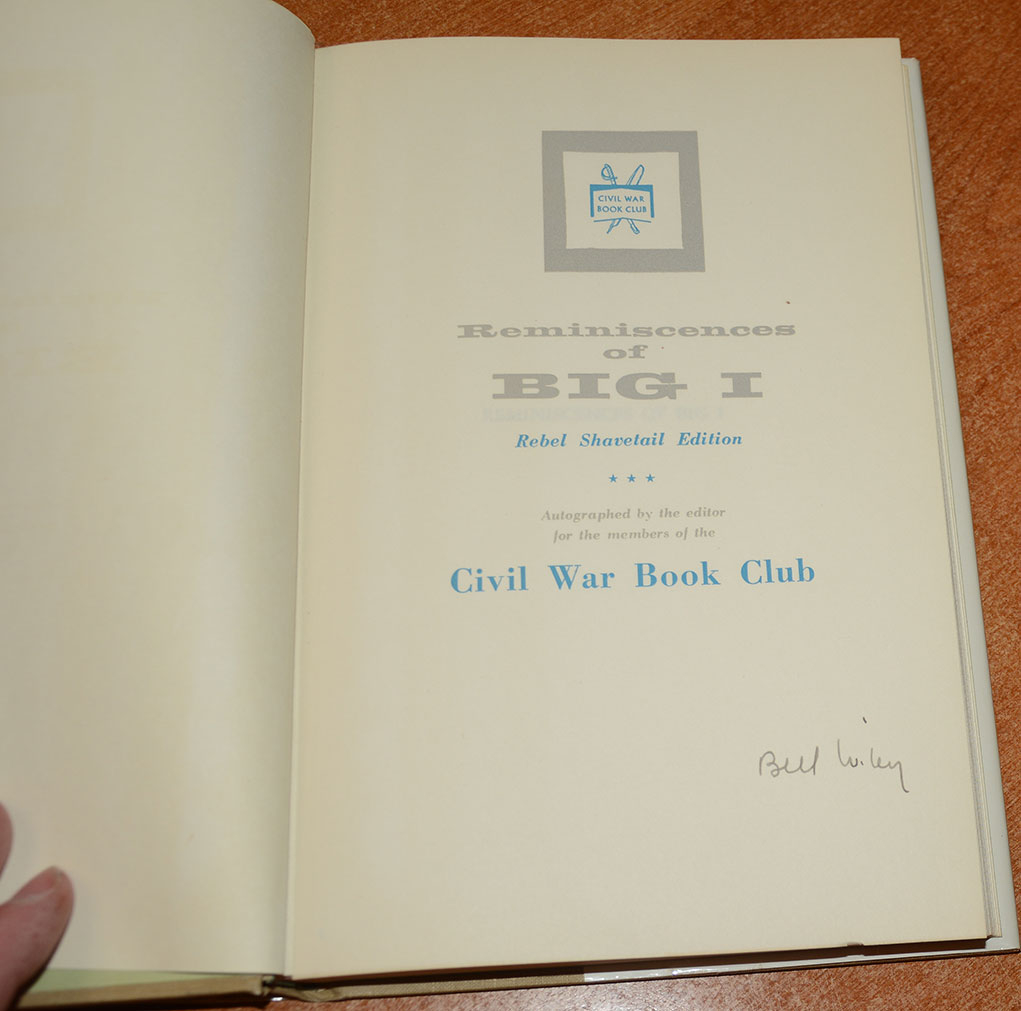 CIVIL WAR
BOOK CLUB
Reminiscences
of
BIG I
Rebel Shavetail Edition
★ ★ ★
Autographed by the editor
for the members of the
Civil War Book Club
Bell Wiley